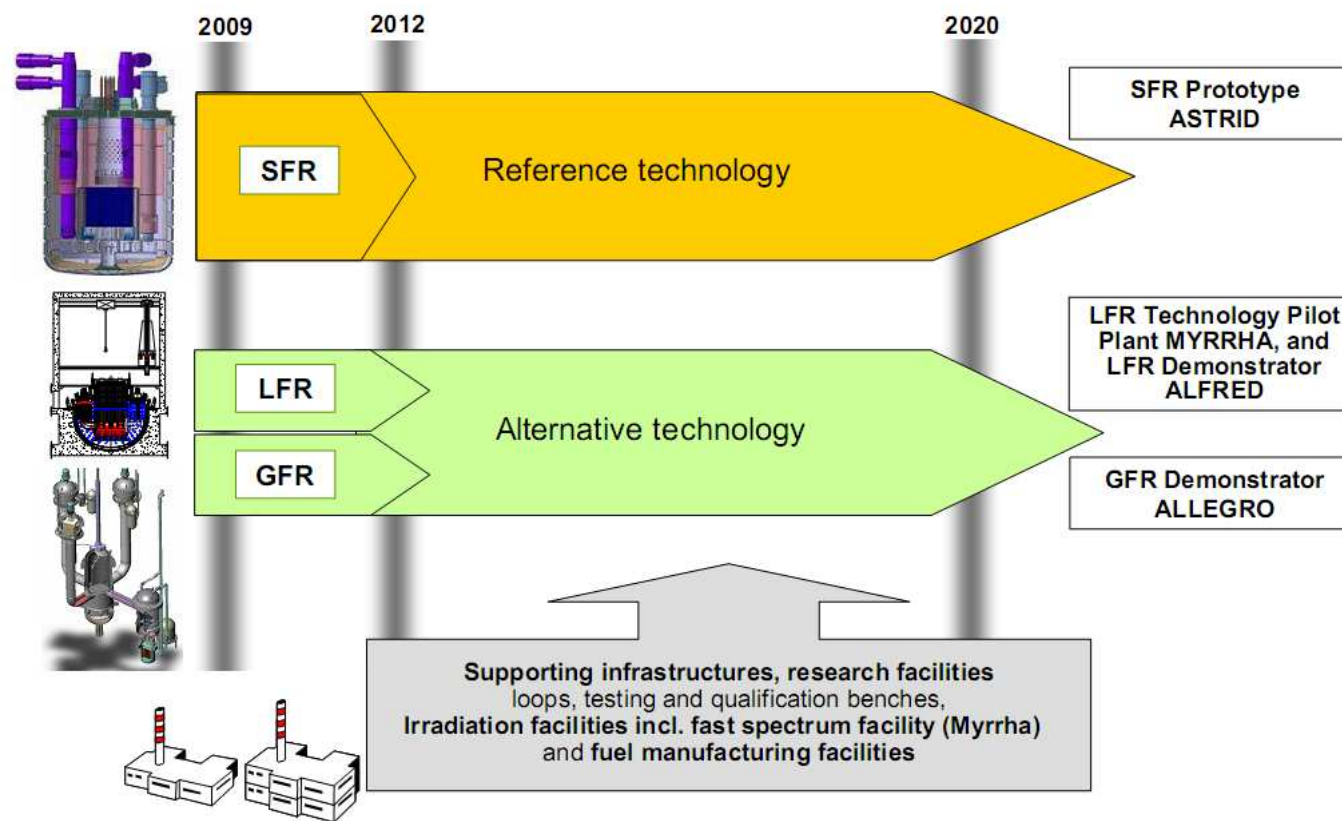 2009
2012
2020
SFR
Reference technology
SFR Prototype
ASTRID
LFR
GFR
Alternative technology
LFR Technology Pilot
Plant MYRRHA, and
LFR Demonstrator
ALFRED
GFR Demonstrator
ALLEGRO
Supporting infrastructures, research facilities
loops, testing and qualification benches,
Irradiation facilities incl. fast spectrum facility (Myrrha)
and fuel manufacturing facilities